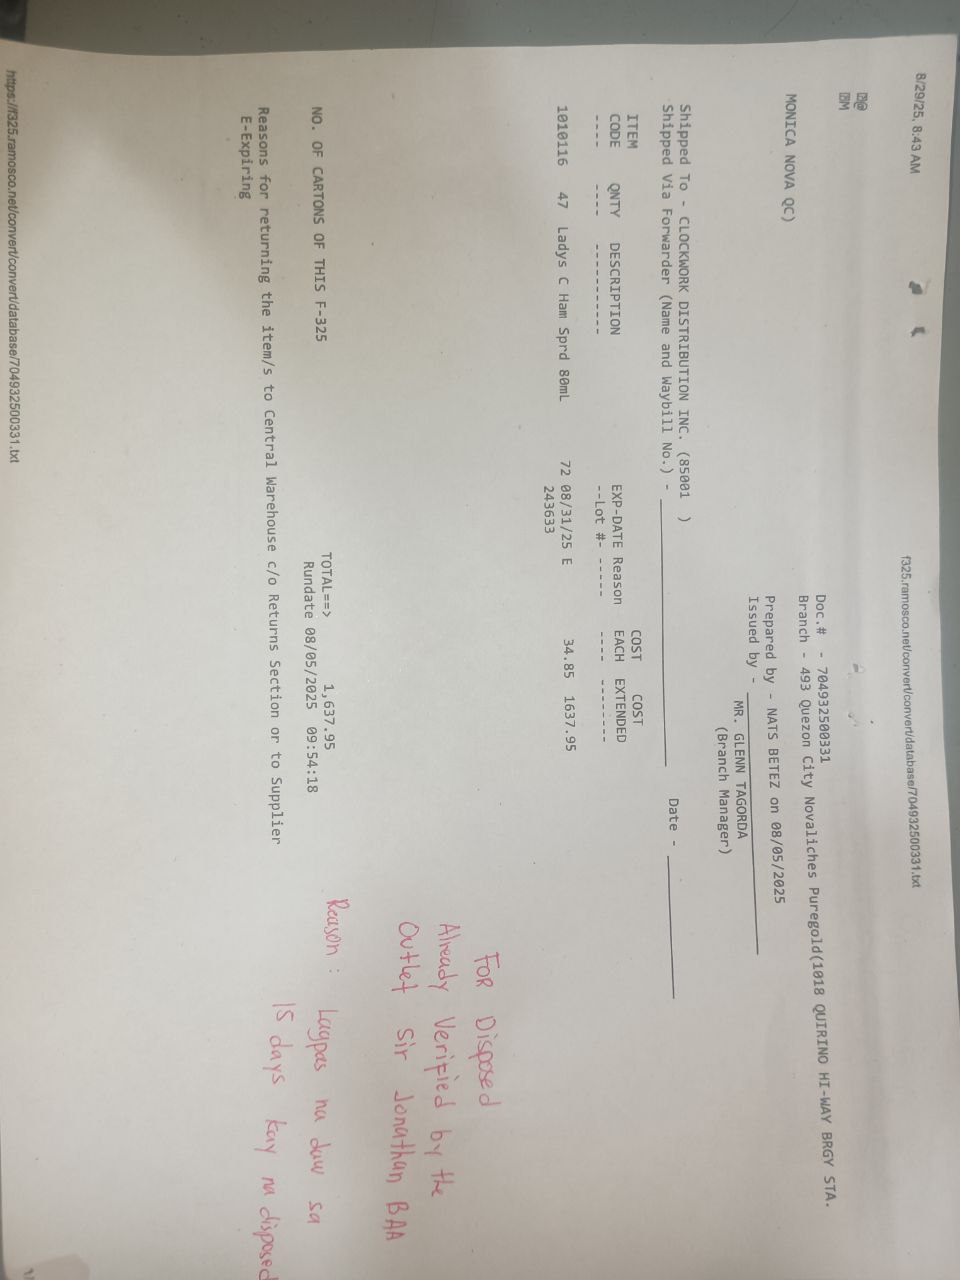 8/29/25, 8:43 AM f325.ramosco.net/convert/convert/database/704932500331.txt
@
M
Doc.# - 704932500331
Branch - 493 Quezon City Novaliches Puregold(1018 QUIRINO HI-WAY BRGY STA.
MONICA NOVA QC)
Prepared by - NATS BETEZ on 08/05/2025
Issued by -
MR. GLENN TAGORDA
(Branch Manager)
Shipped To - CLOCKWORK DISTRIBUTION INC. (85001 )
Shipped Via Forwarder (Name and Waybill No.) - Date -
ITEM COST COST
CODE QNTY DESCRIPTION EXP-DATE Reason EACH EXTENDED
---- ---- ----------- --Lot #- ----- ---- --------
1010116 47 Ladys C Ham Sprd 80mL 72 08/31/25 E 34.85 1637.95
243633
FOR Disposed
Already Verified by the
Outlet Sir Jonathan BAA
NO. OF CARTONS OF THIS F-325 TOTAL==> 1,637.95
Rundate 08/05/2025 09:54:18
Reason : Lagpas na daw sa
15 days kay na disposed
Reasons for returning the item/s to Central Warehouse c/o Returns Section or to Supplier
E-Expiring
https://f325.ramosco.net/convert/convert/database/704932500331.txt